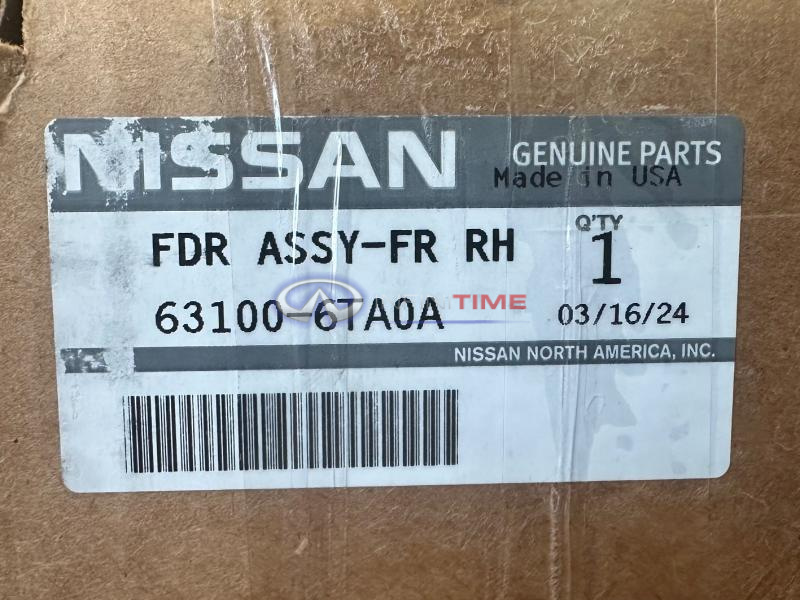 NISSAN
GENUINE PARTS
Made in USA
FDR ASSY-FR RH
Q'TY
1
63100-6TA0A
TIME
03/16/24
NISSAN NORTH AMERICA, INC.